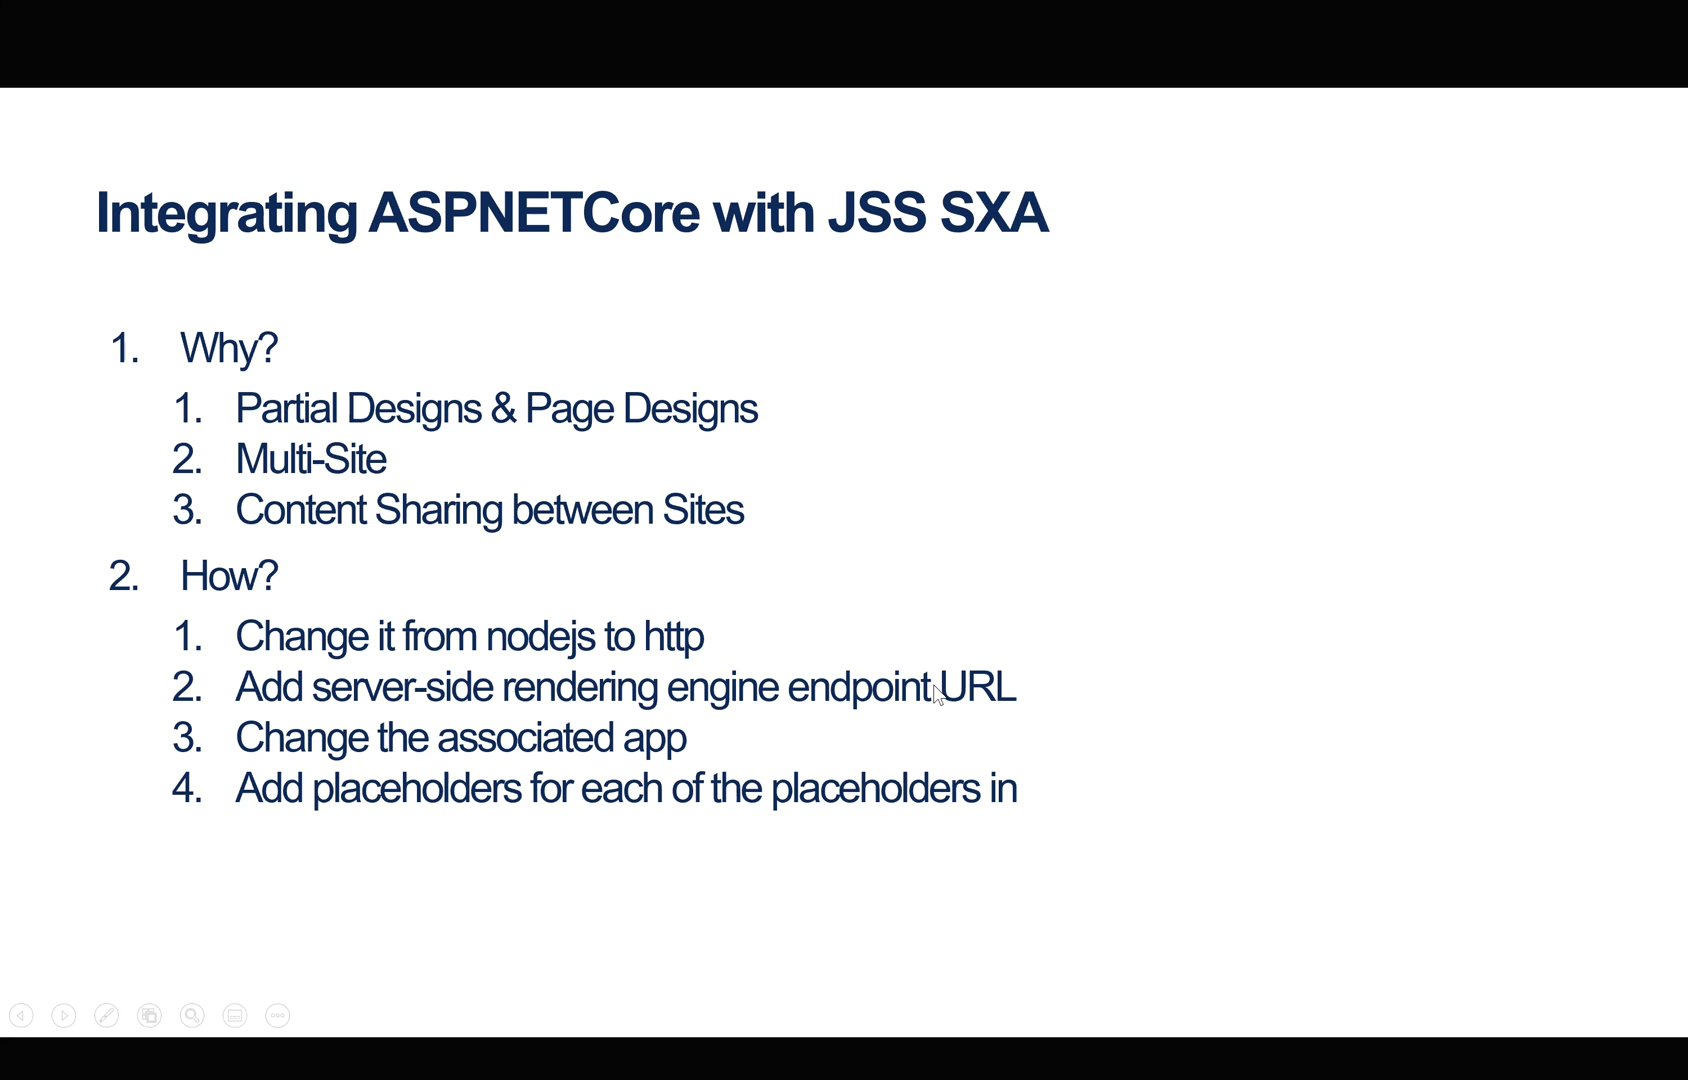 Integrating ASPNETCore with JSS SXA
1. Why?
1. Partial Designs & Page Designs
2. Multi-Site
3. Content Sharing between Sites
2. How?
1. Change it from nodejs to http
2. Add server-side rendering engine endpoint URL
3. Change the associated app
4. Add placeholders for each of the placeholders in